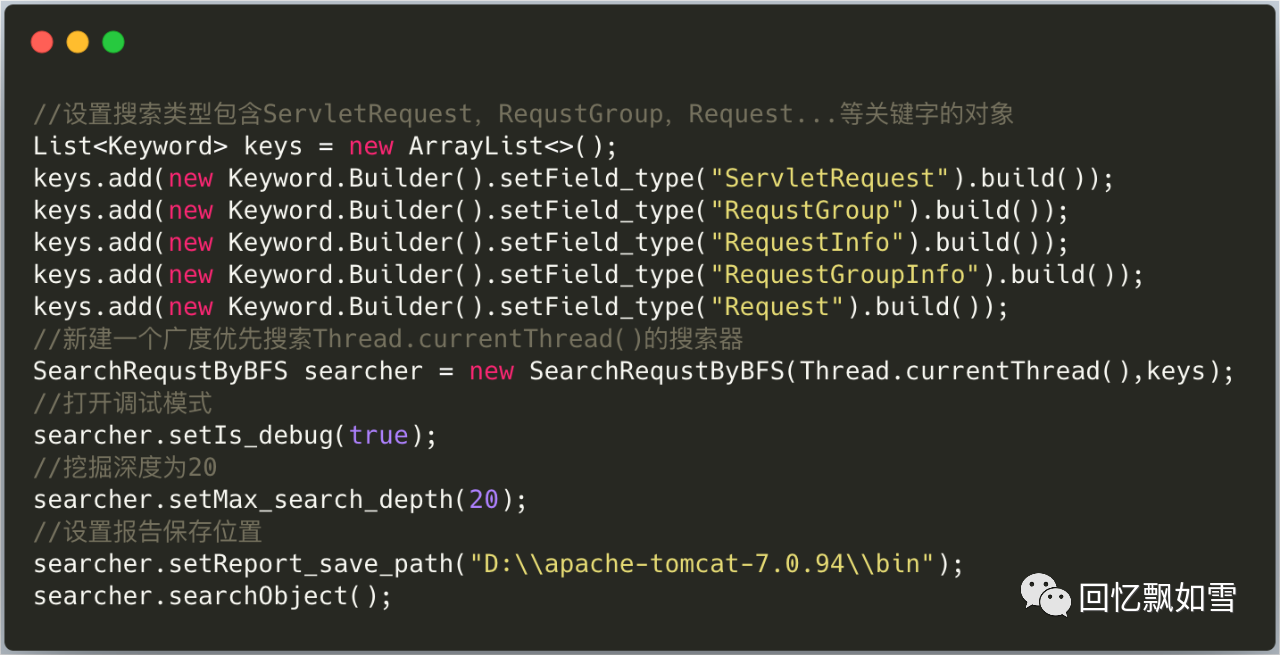 //设置搜索类型包含ServletRequest，RequstGroup，Request...等关键字的对象
List<Keyword> keys = new ArrayList<>();
keys.add(new Keyword.Builder().setField_type("ServletRequest").build());
keys.add(new Keyword.Builder().setField_type("RequstGroup").build());
keys.add(new Keyword.Builder().setField_type("RequestInfo").build());
keys.add(new Keyword.Builder().setField_type("RequestGroupInfo").build());
keys.add(new Keyword.Builder().setField_type("Request").build());
//新建一个广度优先搜索Thread.currentThread()的搜索器
SearchRequstByBFS searcher = new SearchRequstByBFS(Thread.currentThread(),keys);
//打开调试模式
searcher.setIs_debug(true);
//挖掘深度为20
searcher.setMax_search_depth(20);
//设置报告保存位置
searcher.setReport_save_path("D:\\apache-tomcat-7.0.94\\bin");
searcher.searchObject();
回忆飘如雪